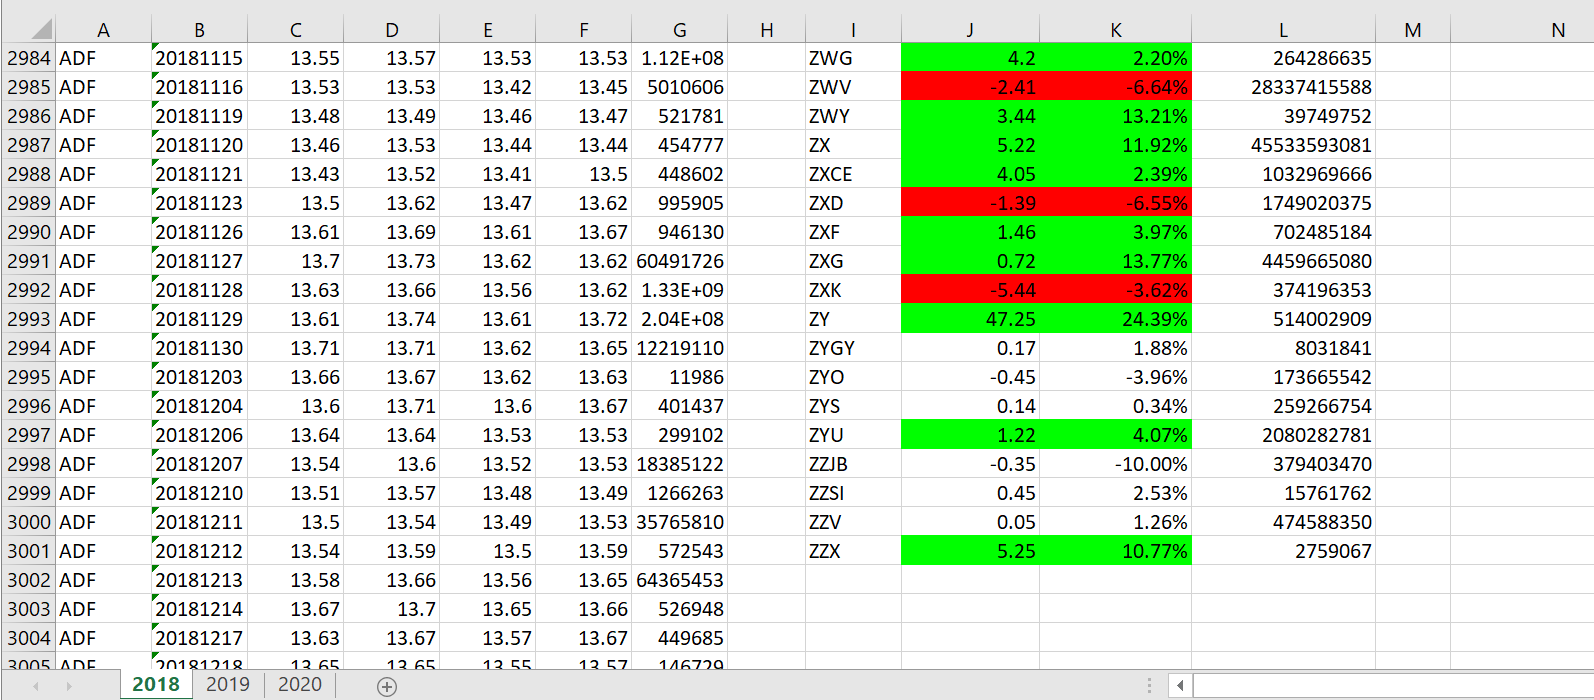 A B C D E F G H I J K L M N
2984 ADF 20181115 13.55 13.57 13.53 13.53 1.12E+08 ZWG 4.2 2.20% 264286635
2985 ADF 20181116 13.53 13.53 13.42 13.45 5010606 ZWV -2.41 -6.64% 28337415588
2986 ADF 20181119 13.48 13.49 13.46 13.47 521781 ZWY 3.44 13.21% 39749752
2987 ADF 20181120 13.46 13.53 13.44 13.44 454777 ZX 5.22 11.92% 45533593081
2988 ADF 20181121 13.43 13.52 13.41 13.5 448602 ZXCE 4.05 2.39% 1032969666
2989 ADF 20181123 13.5 13.62 13.47 13.62 995905 ZXD -1.39 -6.55% 1749020375
2990 ADF 20181126 13.61 13.69 13.61 13.67 946130 ZXF 1.46 3.97% 702485184
2991 ADF 20181127 13.7 13.73 13.62 13.62 60491726 ZXG 0.72 13.77% 4459665080
2992 ADF 20181128 13.63 13.66 13.56 13.62 1.33E+09 ZXK -5.44 -3.62% 374196353
2993 ADF 20181129 13.61 13.74 13.61 13.72 2.04E+08 ZY 47.25 24.39% 514002909
2994 ADF 20181130 13.71 13.71 13.62 13.65 12219110 ZYGY 0.17 1.88% 8031841
2995 ADF 20181203 13.66 13.67 13.62 13.63 11986 ZYO -0.45 -3.96% 173665542
2996 ADF 20181204 13.6 13.71 13.6 13.67 401437 ZYS 0.14 0.34% 259266754
2997 ADF 20181206 13.64 13.64 13.53 13.53 299102 ZYU 1.22 4.07% 2080282781
2998 ADF 20181207 13.54 13.6 13.52 13.53 18385122 ZZJB -0.35 -10.00% 379403470
2999 ADF 20181210 13.51 13.57 13.48 13.49 1266263 ZZSI 0.45 2.53% 15761762
3000 ADF 20181211 13.5 13.54 13.49 13.53 35765810 ZZV 0.05 1.26% 474588350
3001 ADF 20181212 13.54 13.59 13.5 13.59 572543 ZZX 5.25 10.77% 2759067
3002 ADF 20181213 13.58 13.66 13.56 13.65 64365453
3003 ADF 20181214 13.67 13.7 13.65 13.66 526948
3004 ADF 20181217 13.63 13.67 13.57 13.67 449685
3005 ADF 20181218 13.65 13.65 13.55 13.57 146729
2018 2019 2020